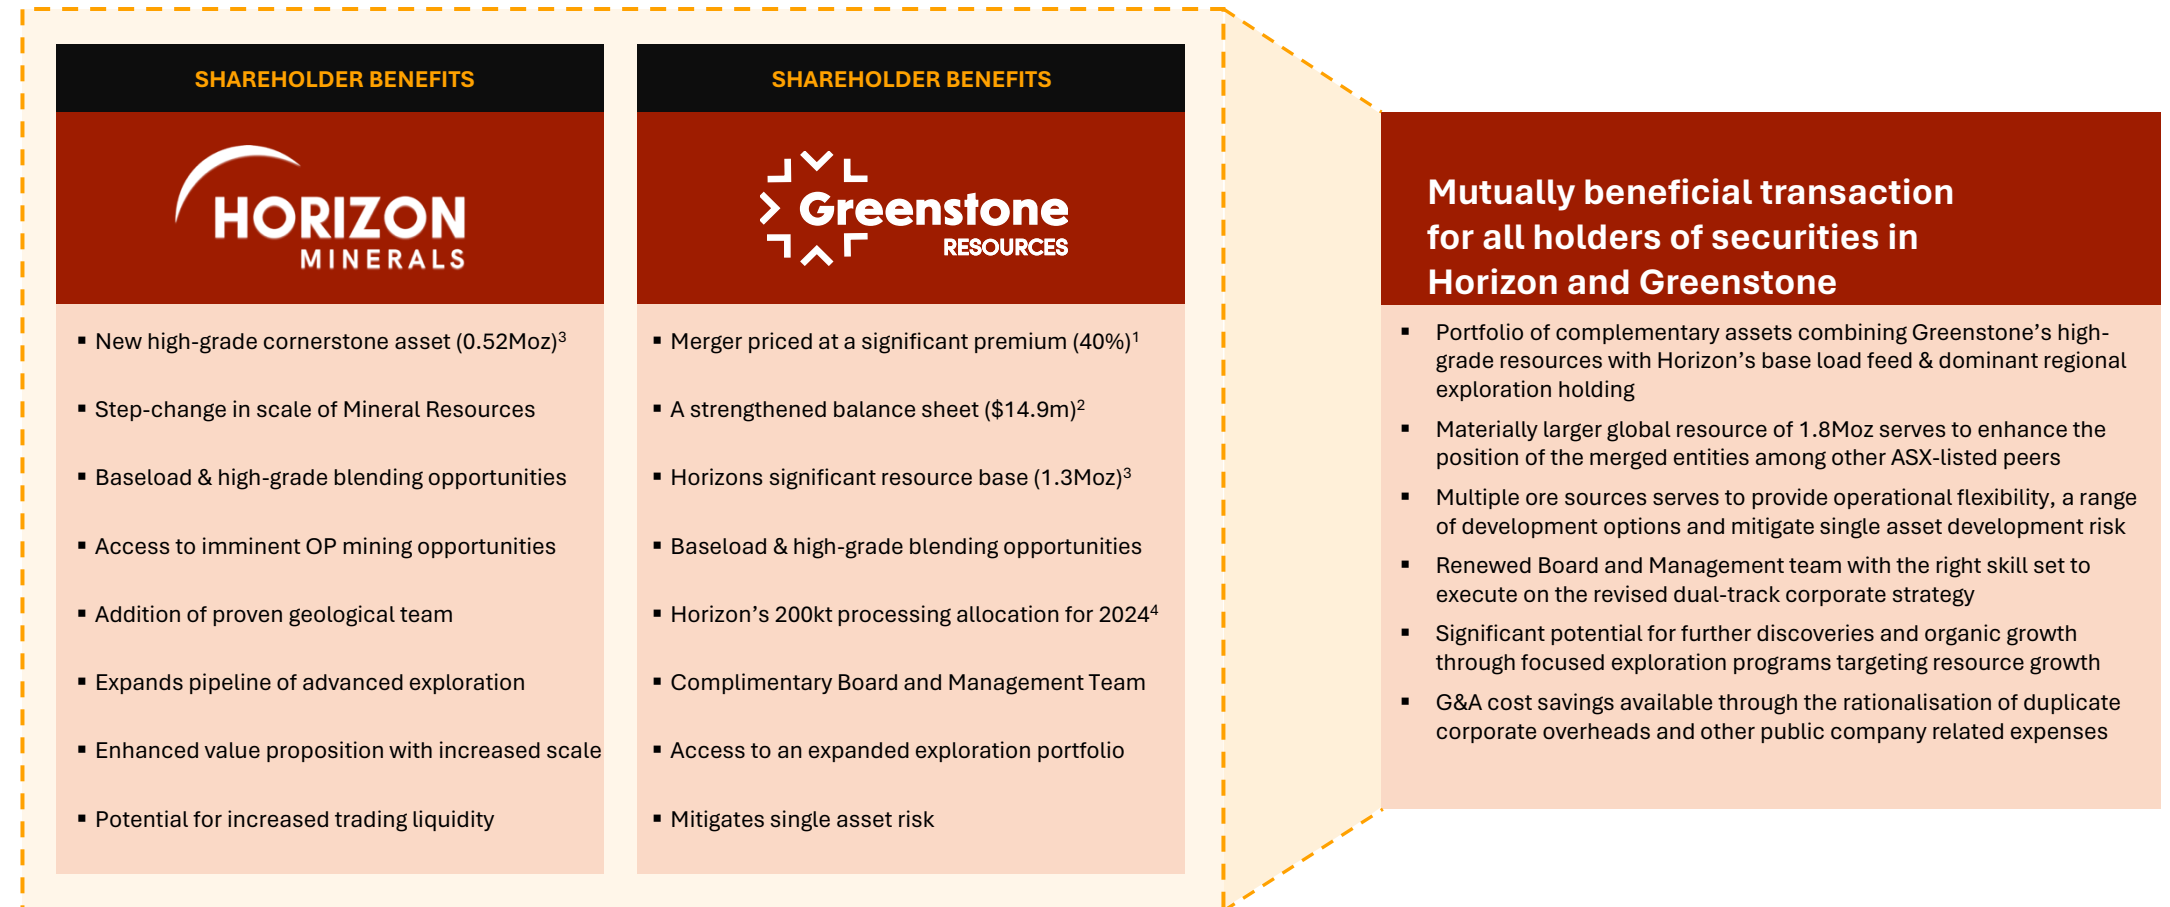 SHAREHOLDER BENEFITS
HORIZON
MINERALS
▪ New high-grade cornerstone asset (0.52Moz)³
▪ Step-change in scale of Mineral Resources
▪ Baseload & high-grade blending opportunities
▪ Access to imminent OP mining opportunities
▪ Addition of proven geological team
▪ Expands pipeline of advanced exploration
▪ Enhanced value proposition with increased scale
▪ Potential for increased trading liquidity
SHAREHOLDER BENEFITS
Greenstone
RESOURCES
▪ Merger priced at a significant premium (40%)¹
▪ A strengthened balance sheet ($14.9m)²
▪ Horizons significant resource base (1.3Moz)³
▪ Baseload & high-grade blending opportunities
▪ Horizon’s 200kt processing allocation for 2024⁴
▪ Complimentary Board and Management Team
▪ Access to an expanded exploration portfolio
▪ Mitigates single asset risk
Mutually beneficial transaction
for all holders of securities in
Horizon and Greenstone
▪ Portfolio of complementary assets combining Greenstone’s high-
grade resources with Horizon’s base load feed & dominant regional
exploration holding
▪ Materially larger global resource of 1.8Moz serves to enhance the
position of the merged entities among other ASX-listed peers
▪ Multiple ore sources serves to provide operational flexibility, a range
of development options and mitigate single asset development risk
▪ Renewed Board and Management team with the right skill set to
execute on the revised dual-track corporate strategy
▪ Significant potential for further discoveries and organic growth
through focused exploration programs targeting resource growth
▪ G&A cost savings available through the rationalisation of duplicate
corporate overheads and other public company related expenses